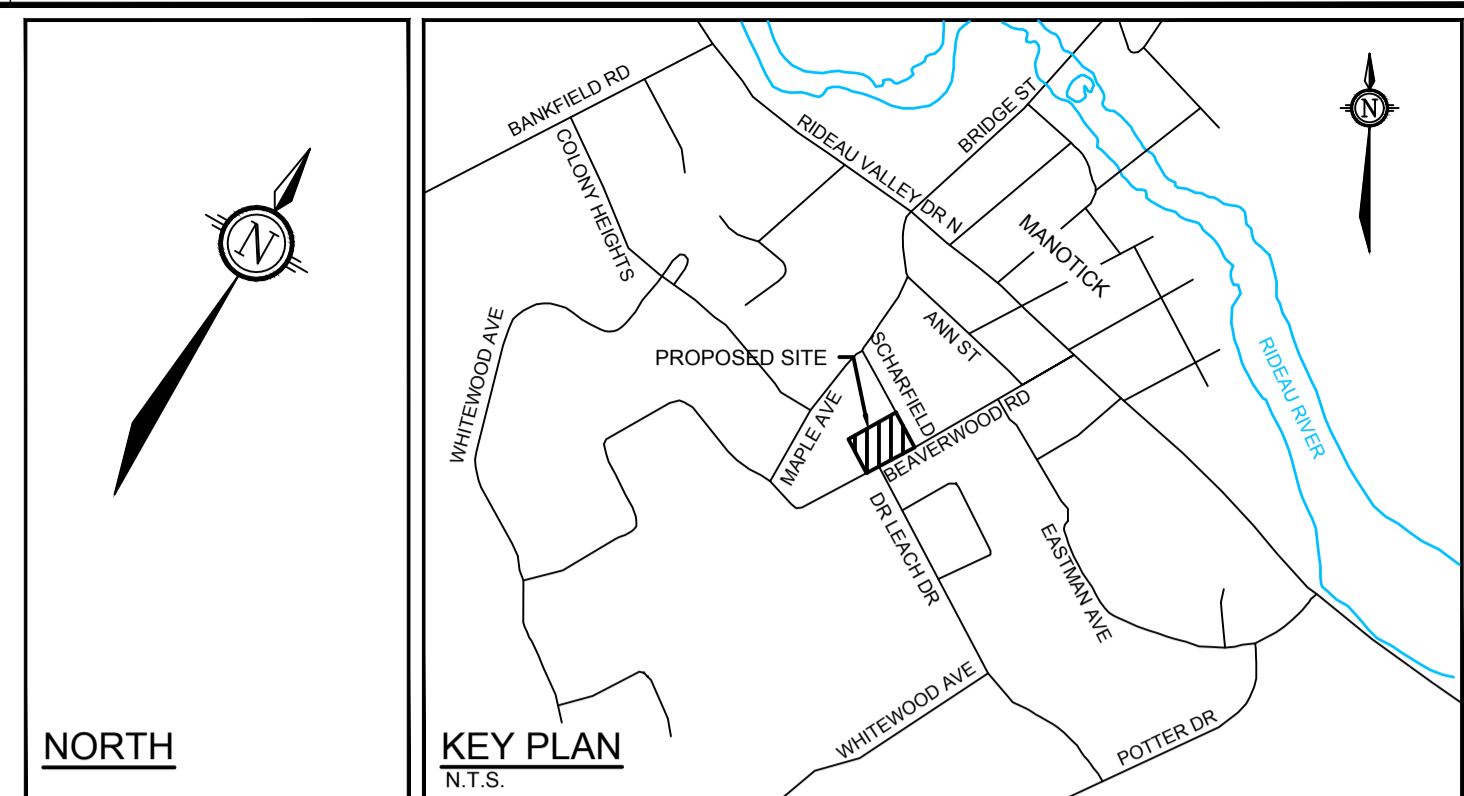 N
NORTH
BANKFIELD RD
COLONY HEIGHTS
RIDEAU VALLEY DR N
BRIDGE ST
N
MANOTICK
WHITEWOOD AVE
PROPOSED SITE
SCHARFIELD
ANN ST
RIDEAU RIVER
MAPLE AVE
BEAVERWOOD RD
DR LEACH DR
EASTMAN AVE
WHITEWOOD AVE
POTTER DR
KEY PLAN
N.T.S.